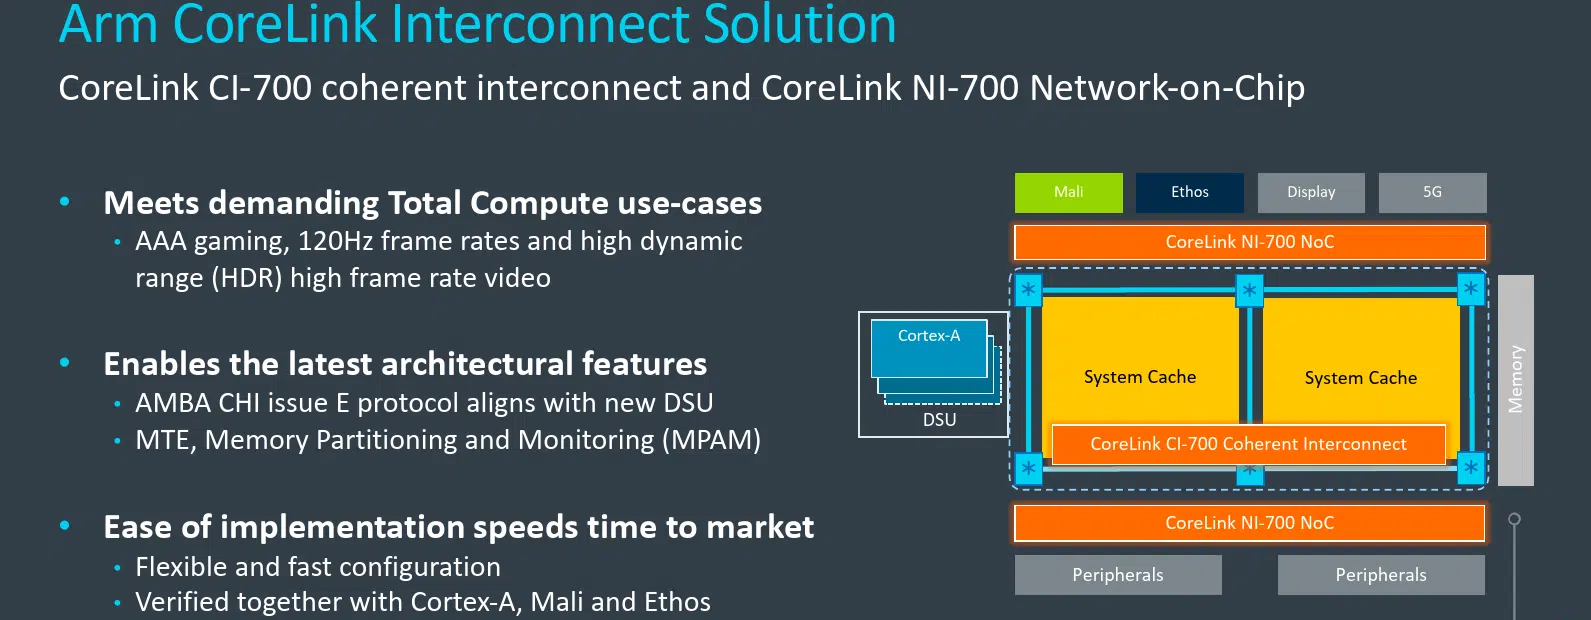 Arm CoreLink Interconnect Solution
CoreLink CI-700 coherent interconnect and CoreLink NI-700 Network-on-Chip
• Meets demanding Total Compute use-cases
• AAA gaming, 120Hz frame rates and high dynamic
range (HDR) high frame rate video
• Enables the latest architectural features
• AMBA CHI issue E protocol aligns with new DSU
• MTE, Memory Partitioning and Monitoring (MPAM)
• Ease of implementation speeds time to market
• Flexible and fast configuration
• Verified together with Cortex-A, Mali and Ethos
Mali
Ethos
Display
5G
CoreLink NI-700 NoC
Cortex-A
DSU
System Cache
System Cache
CoreLink CI-700 Coherent Interconnect
Memory
CoreLink NI-700 NoC
Peripherals
Peripherals